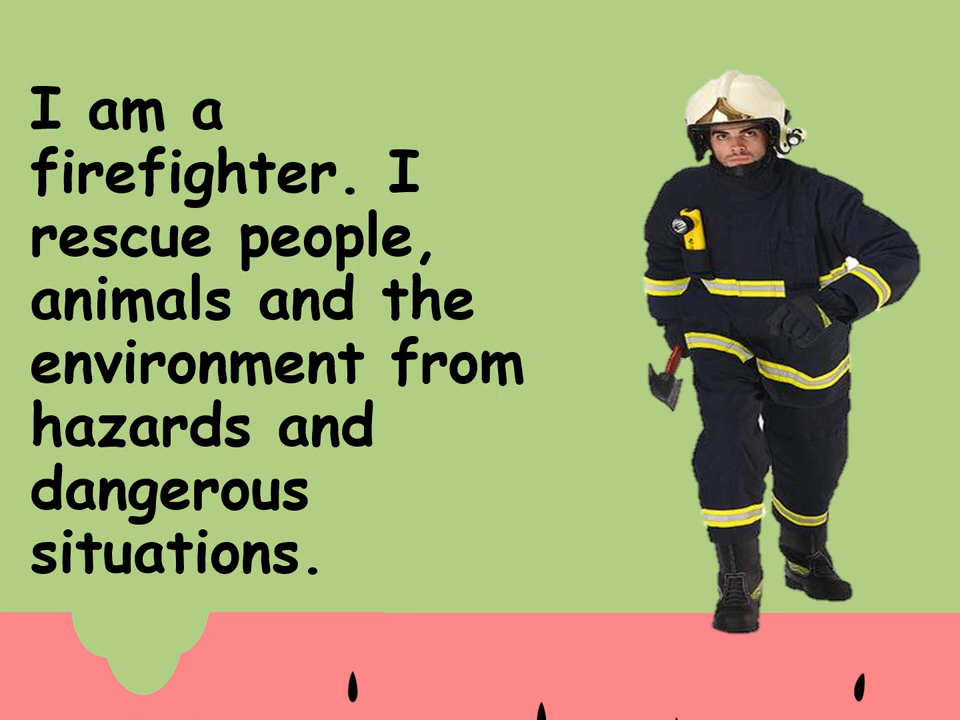 I am a
firefighter. I
rescue people,
animals and the
environment from
hazards and
dangerous
situations.